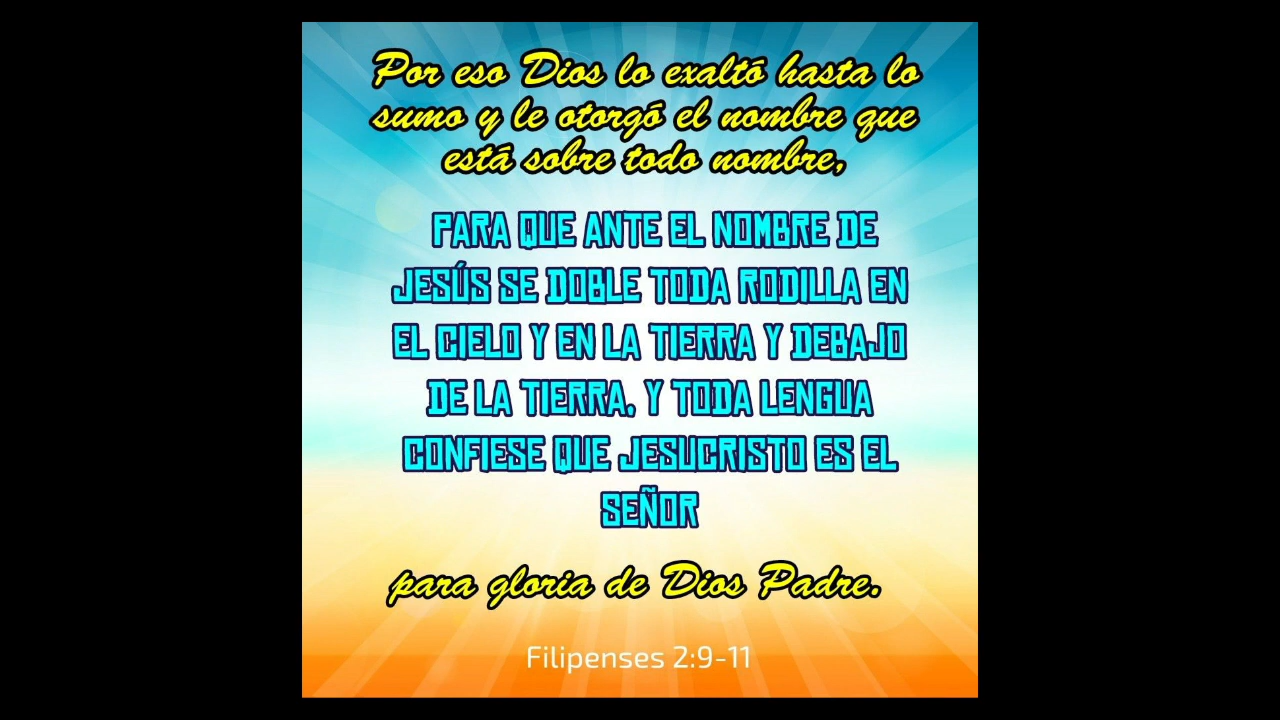 Por eso Dios lo exaltó hasta lo
sumo y le otorgó el nombre que
está sobre todo nombre,
PARA QUE ANTE EL NOMBRE DE
JESÚS SE DOBLE TODA RODILLA EN
EL CIELO Y EN LA TIERRA Y DEBAJO
DE LA TIERRA, Y TODA LENGUA
CONFIESE QUE JESUCRISTO ES EL
SEÑOR
para gloria de Dios Padre.
Filipenses 2:9-11